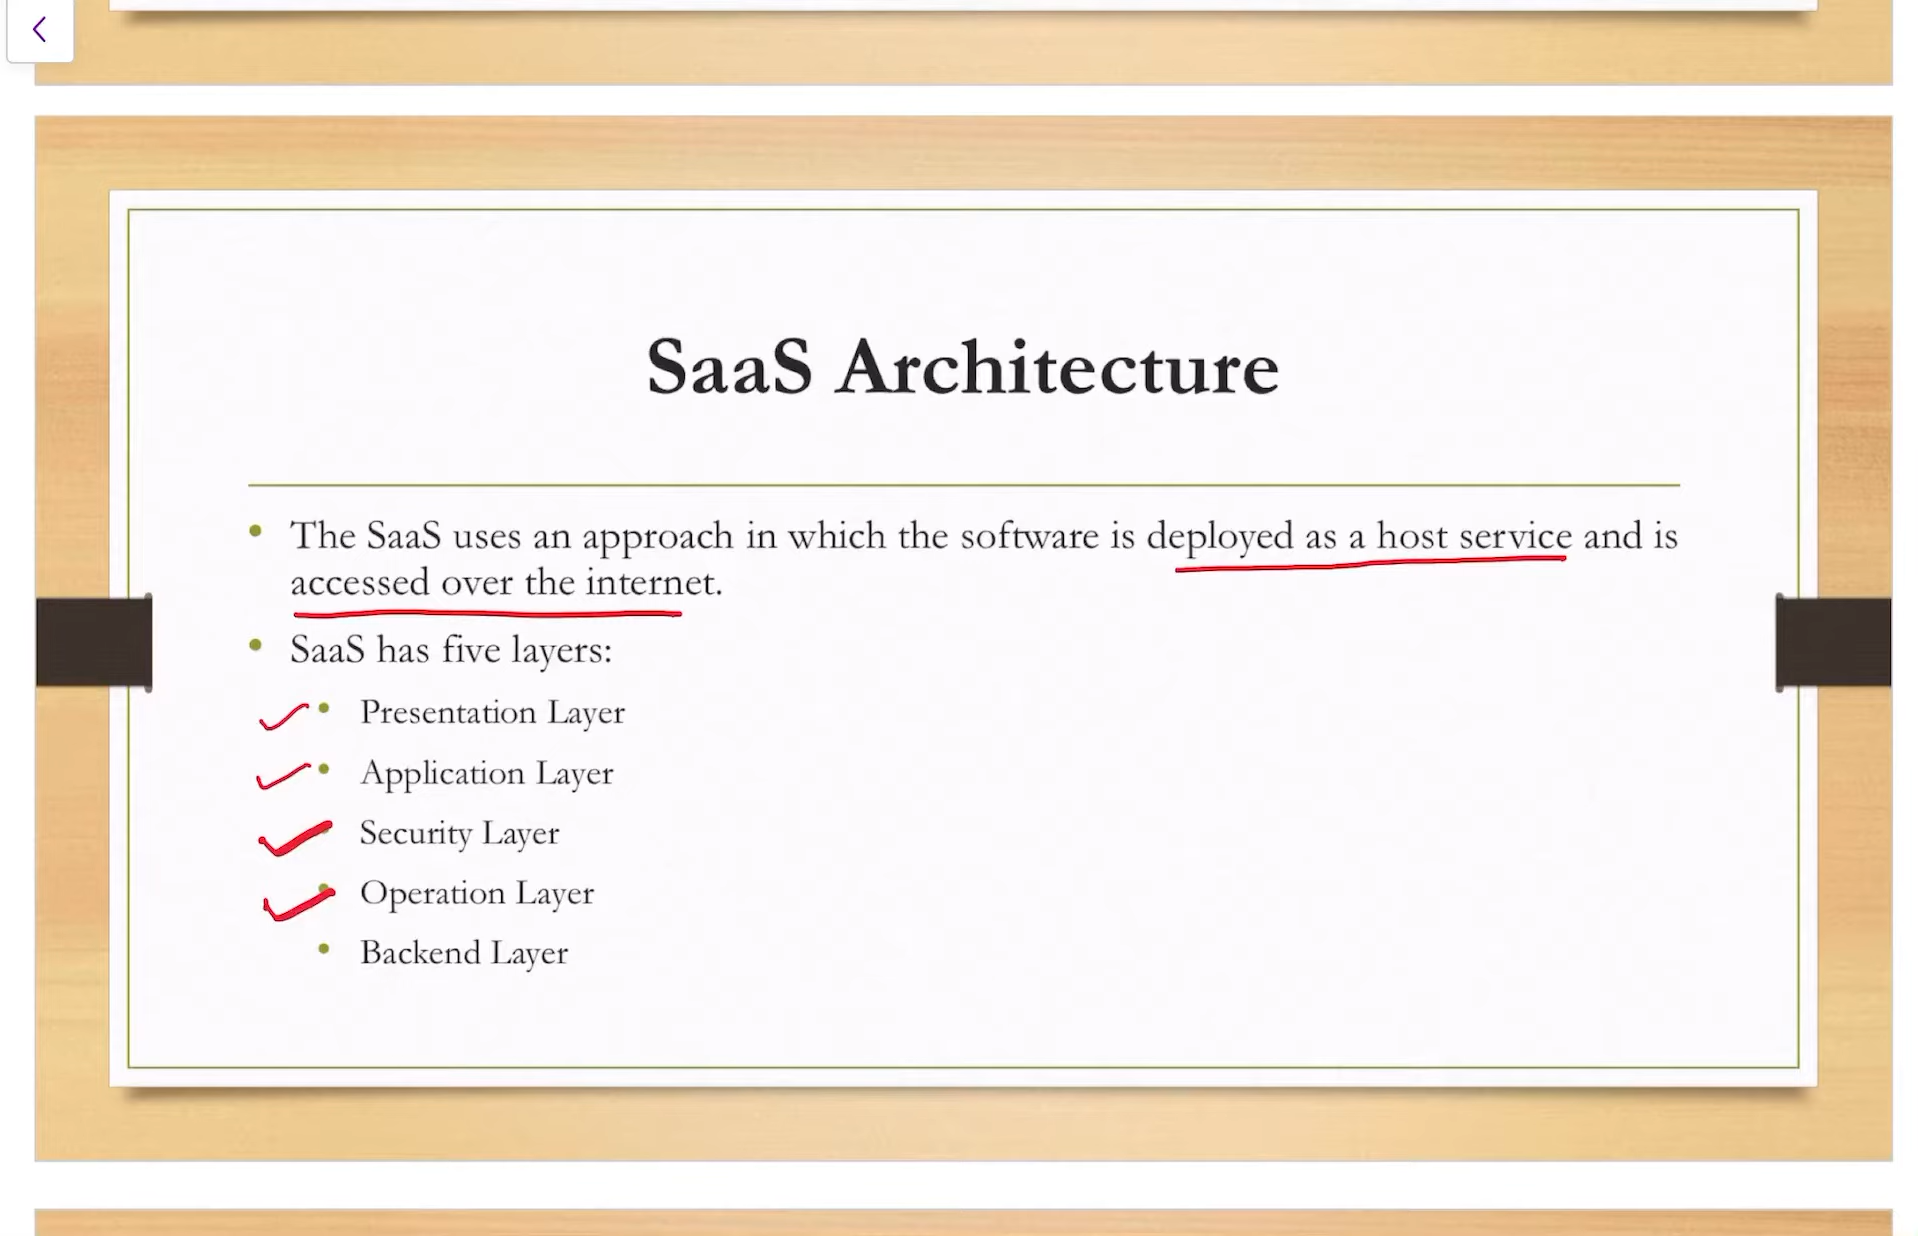 SaaS Architecture
The SaaS uses an approach in which the software is deployed as a host service and is
accessed over the internet.
SaaS has five layers:
Presentation Layer
Application Layer
Security Layer
Operation Layer
Backend Layer